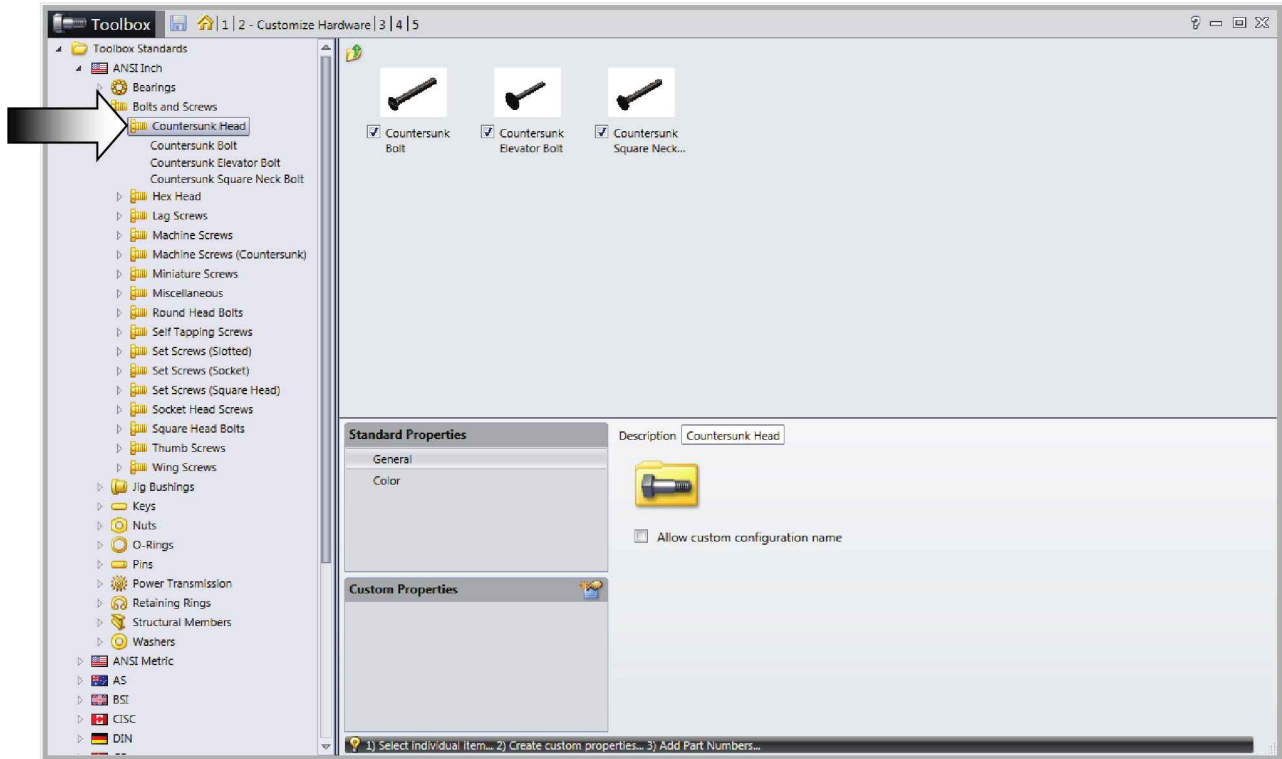 Toolbox 1 2 - Customize Hardware 3 4 5
Toolbox Standards
ANSI Inch
Bearings
Bolts and Screws
Countersunk Head
Countersunk Bolt
Countersunk Elevator Bolt
Countersunk Square Neck Bolt
Hex Head
Lag Screws
Machine Screws
Machine Screws (Countersunk)
Miniature Screws
Miscellaneous
Round Head Bolts
Self Tapping Screws
Set Screws (Slotted)
Set Screws (Socket)
Set Screws (Square Head)
Socket Head Screws
Square Head Bolts
Thumb Screws
Wing Screws
Jig Bushings
Keys
Nuts
O-Rings
Pins
Power Transmission
Retaining Rings
Structural Members
Washers
ANSI Metric
AS
BSI
CISC
DIN
Countersunk
Bolt
Countersunk
Elevator Bolt
Countersunk
Square Neck...
Standard Properties
General
Color
Custom Properties
Description Countersunk Head
Allow custom configuration name
1) Select individual item... 2) Create custom properties... 3) Add Part Numbers...